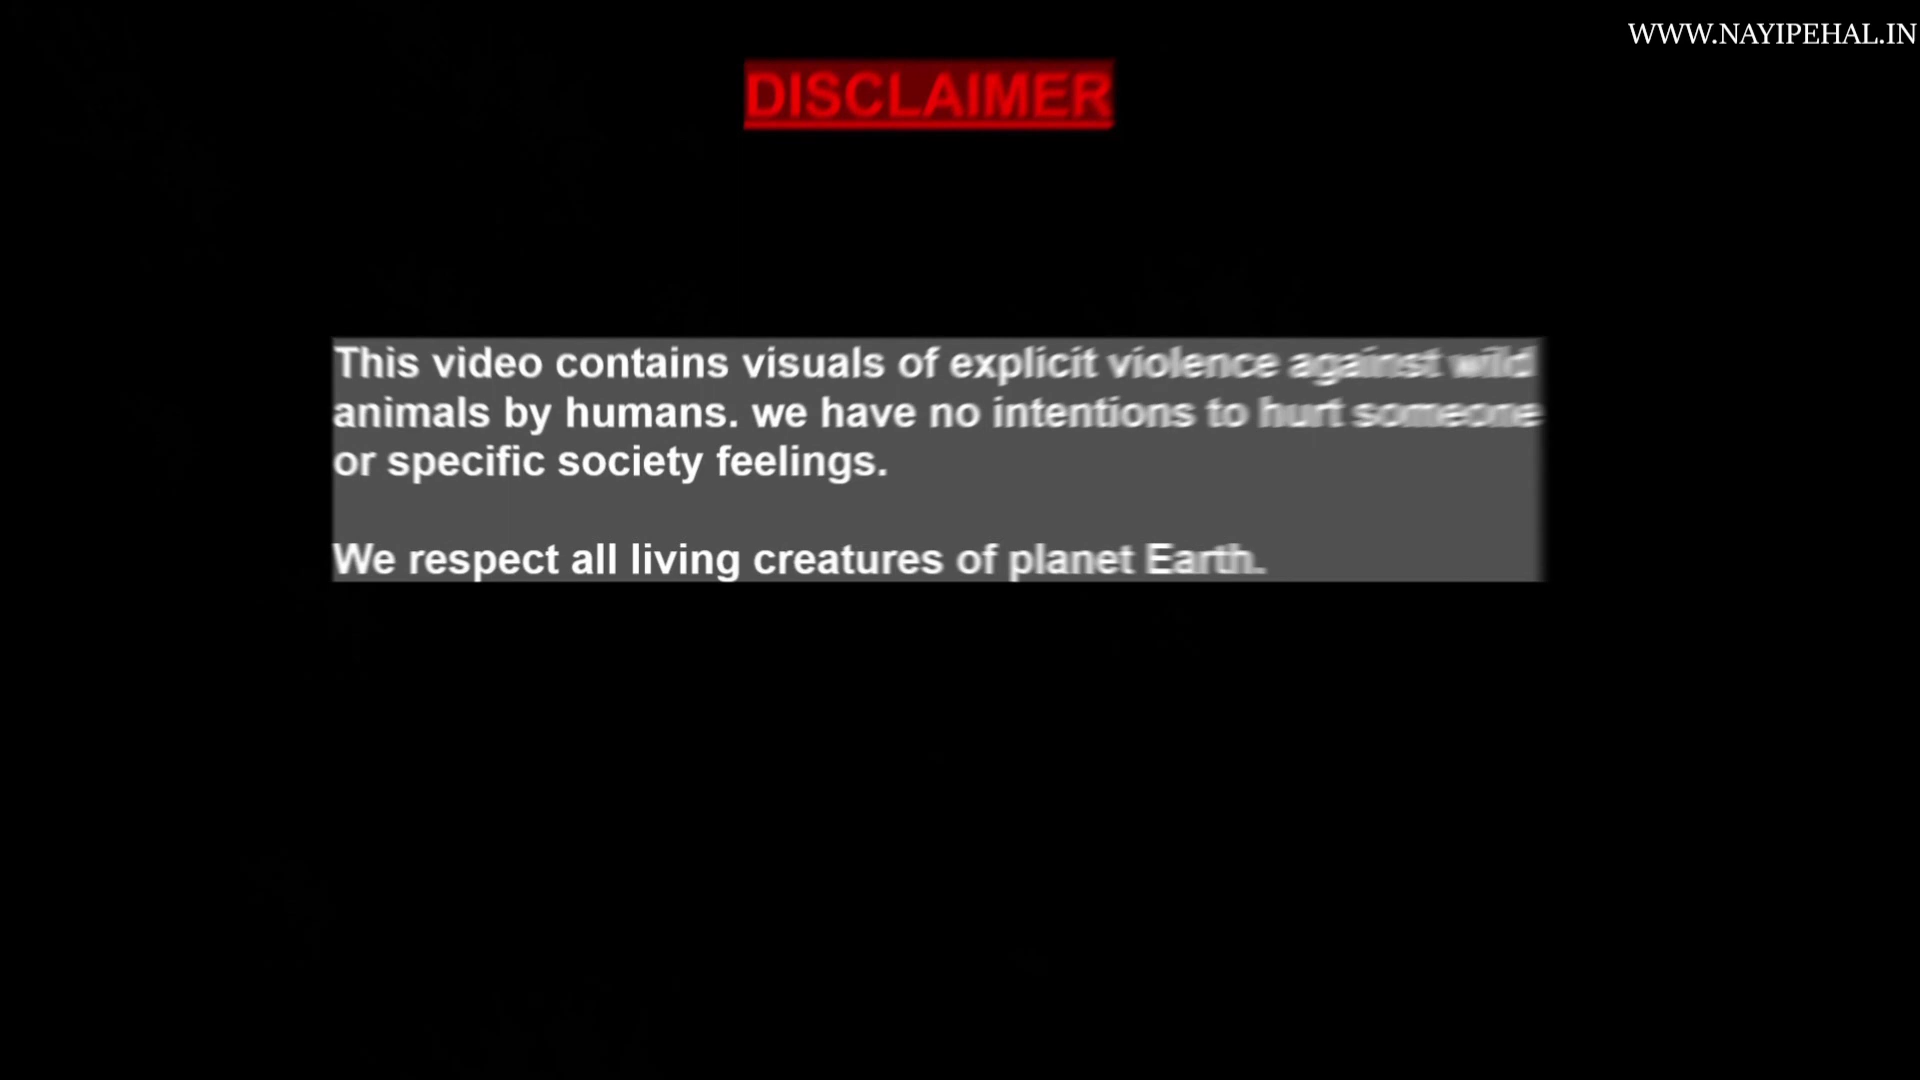 WWW.NAYIPEHAL.IN
DISCLAIMER
This video contains visuals of explicit violence against wild
animals by humans. we have no intentions to hurt someone
or specific society feelings.
We respect all living creatures of planet Earth.